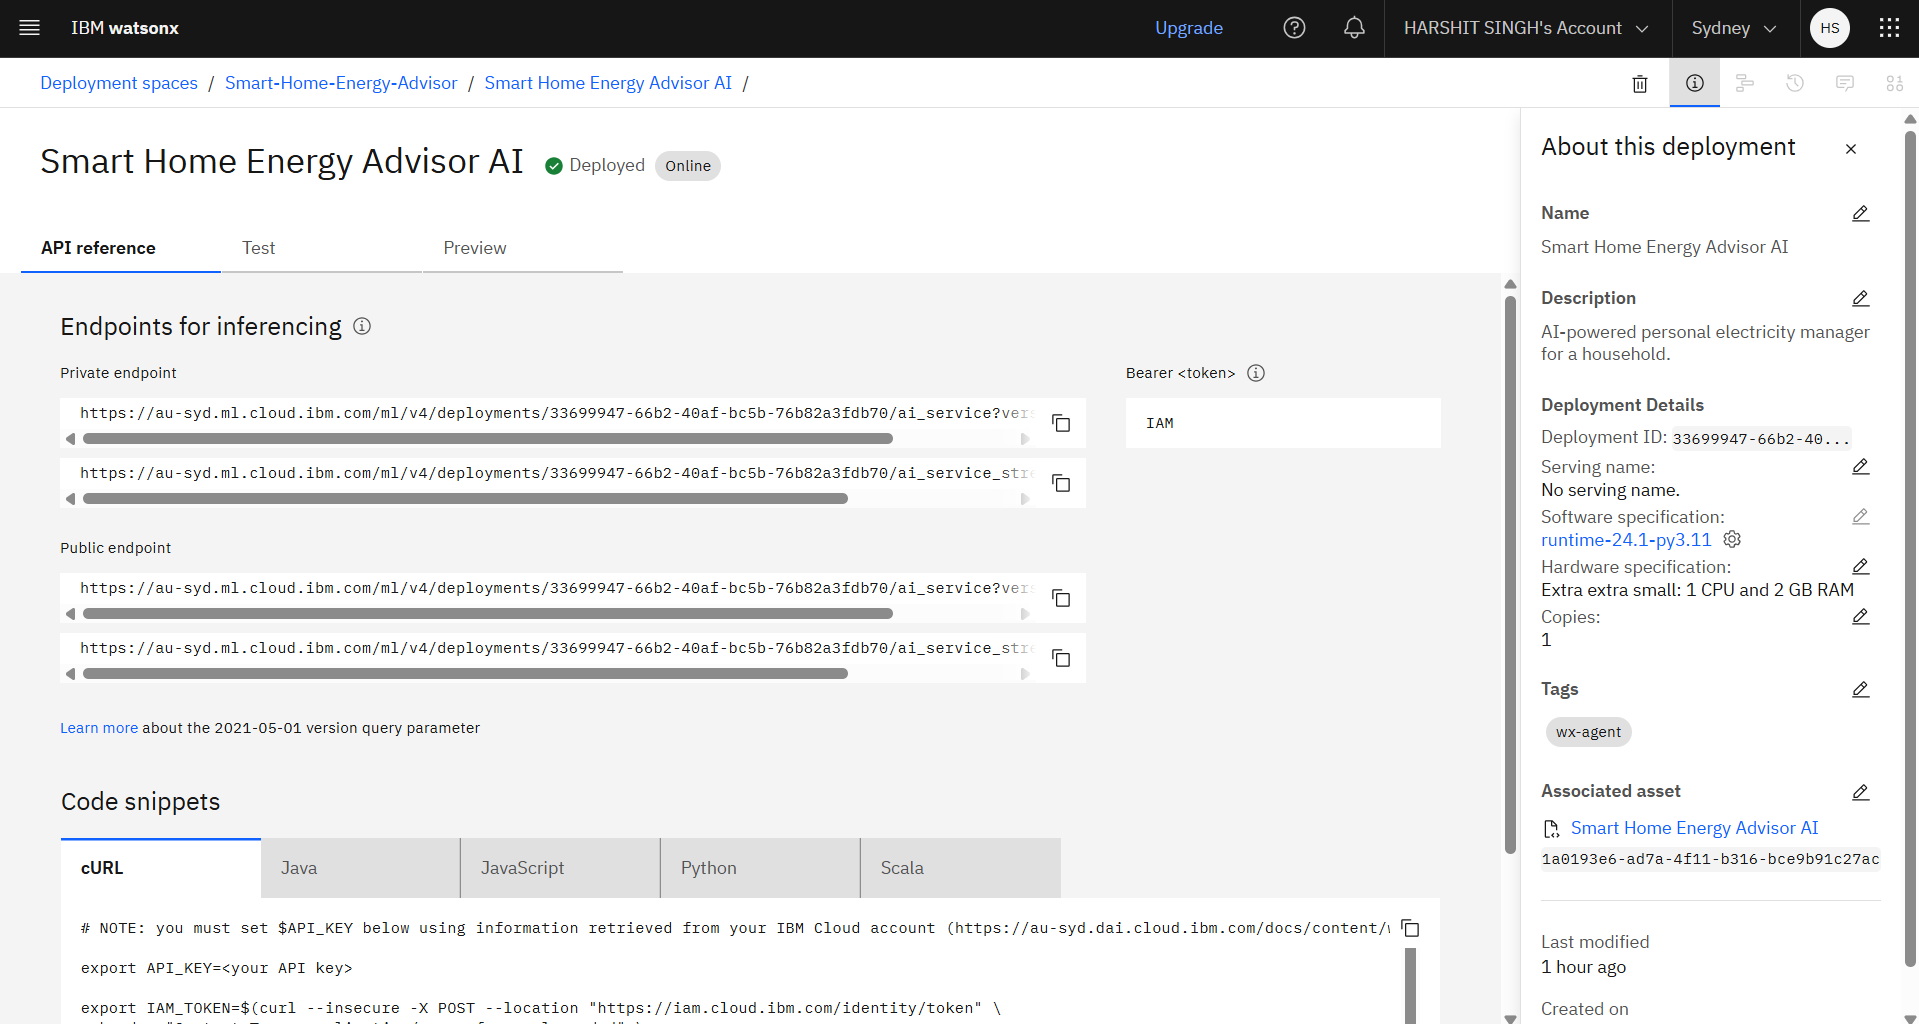 IBM watsonx
Upgrade
HARSHIT SINGH's Account
Sydney
HS
Deployment spaces / Smart-Home-Energy-Advisor / Smart Home Energy Advisor AI /
Smart Home Energy Advisor AI
Deployed
Online
API reference
Test
Preview
Endpoints for inferencing
Private endpoint
https://au-syd.ml.cloud.ibm.com/ml/v4/deployments/33699947-66b2-40af-bc5b-76b82a3fdb70/ai_service?vers
https://au-syd.ml.cloud.ibm.com/ml/v4/deployments/33699947-66b2-40af-bc5b-76b82a3fdb70/ai_service_stre
Bearer <token>
IAM
Public endpoint
https://au-syd.ml.cloud.ibm.com/ml/v4/deployments/33699947-66b2-40af-bc5b-76b82a3fdb70/ai_service?vers
https://au-syd.ml.cloud.ibm.com/ml/v4/deployments/33699947-66b2-40af-bc5b-76b82a3fdb70/ai_service_stre
Learn more about the 2021-05-01 version query parameter
Code snippets
cURL
Java
JavaScript
Python
Scala
# NOTE: you must set $API_KEY below using information retrieved from your IBM Cloud account (https://au-syd.dai.cloud.ibm.com/docs/content/
export API_KEY=<your API key>
export IAM_TOKEN=$(curl --insecure -X POST --location "https://iam.cloud.ibm.com/identity/token" \
About this deployment
Name
Smart Home Energy Advisor AI
Description
AI-powered personal electricity manager
for a household.
Deployment Details
Deployment ID: 33699947-66b2-40...
Serving name:
No serving name.
Software specification:
runtime-24.1-py3.11
Hardware specification:
Extra extra small: 1 CPU and 2 GB RAM
Copies:
1
Tags
wx-agent
Associated asset
Smart Home Energy Advisor AI
1a0193e6-ad7a-4f11-b316-bce9b91c27ac
Last modified
1 hour ago
Created on